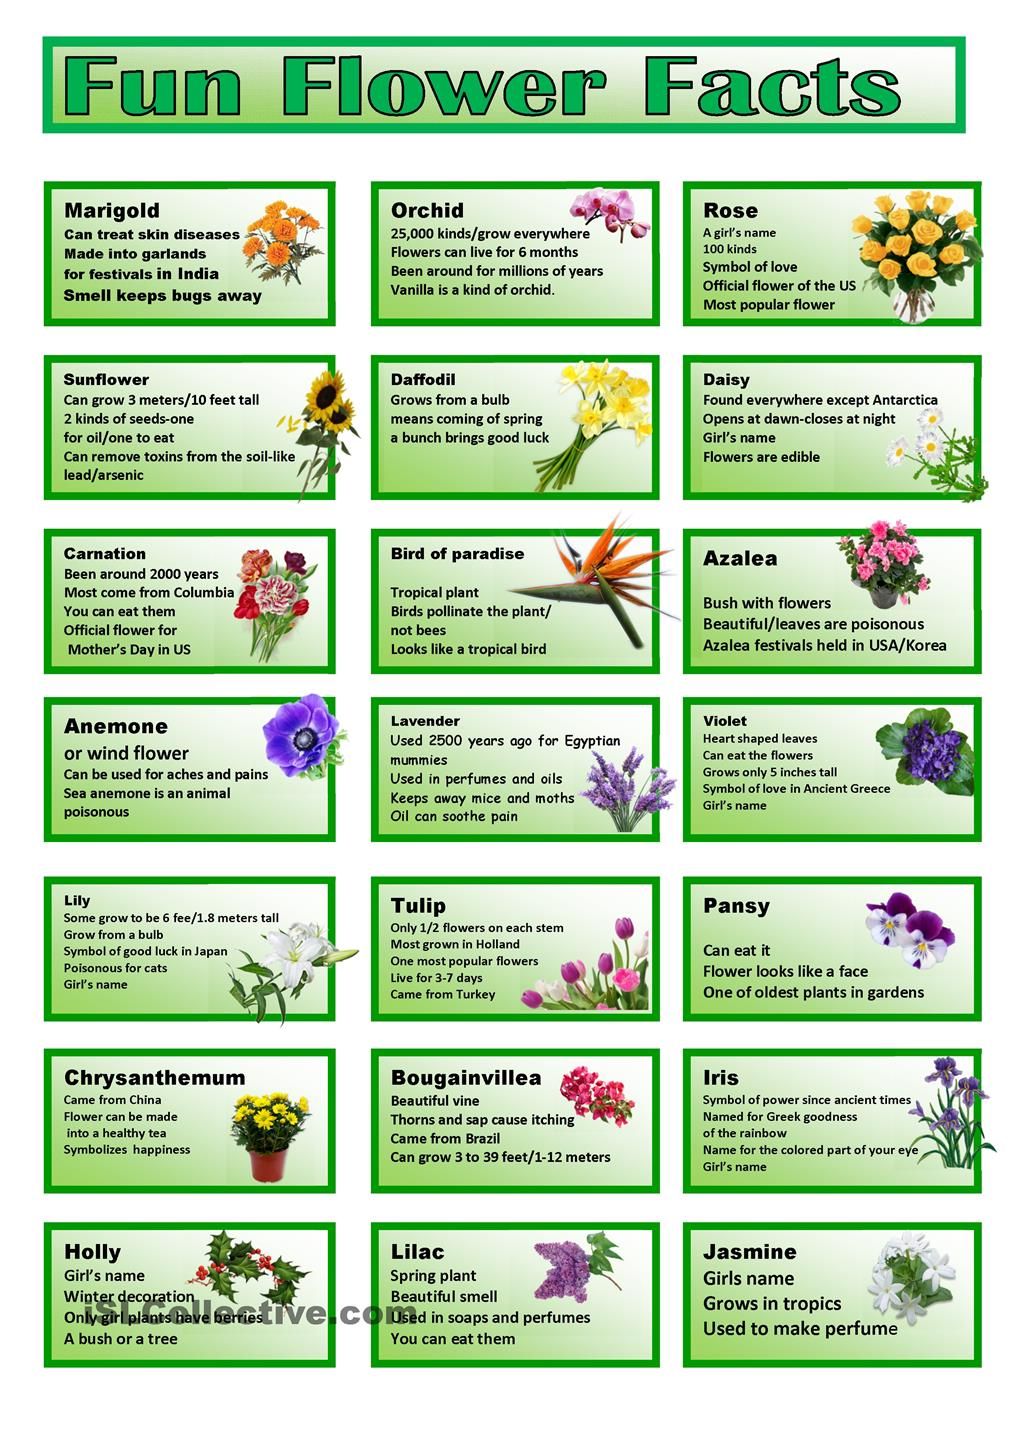 Fun Flower Facts
Marigold
Can treat skin diseases
Made into garlands
for festivals in India
Smell keeps bugs away
Orchid
25,000 kinds/grow everywhere
Flowers can live for 6 months
Been around for millions of years
Vanilla is a kind of orchid.
Rose
A girl's name
100 kinds
Symbol of love
Official flower of the US
Most popular flower
Sunflower
Can grow 3 meters/10 feet tall
2 kinds of seeds-one
for oil/one to eat
Can remove toxins from the soil-like
lead/arsenic
Daffodil
Grows from a bulb
means coming of spring
a bunch brings good luck
Daisy
Found everywhere except Antarctica
Opens at dawn-closes at night
Girl's name
Flowers are edible
Carnation
Been around 2000 years
Most come from Columbia
You can eat them
Official flower for
Mother's Day in US
Bird of paradise
Tropical plant
Birds pollinate the plant/
not bees
Looks like a tropical bird
Azalea
Bush with flowers
Beautiful/leaves are poisonous
Azalea festivals held in USA/Korea
Anemone
or wind flower
Can be used for aches and pains
Sea anemone is an animal
poisonous
Lavender
Used 2500 years ago for Egyptian
mummies
Used in perfumes and oils
Keeps away mice and moths
Oil can soothe pain
Violet
Heart shaped leaves
Can eat the flowers
Grows only 5 inches tall
Symbol of love in Ancient Greece
Girl's name
Lily
Some grow to be 6 fee/1.8 meters tall
Grow from a bulb
Symbol of good luck in Japan
Poisonous for cats
Girl's name
Tulip
Only 1/2 flowers on each stem
Most grown in Holland
One most popular flowers
Live for 3-7 days
Came from Turkey
Pansy
Can eat it
Flower looks like a face
One of oldest plants in gardens
Chrysanthemum
Came from China
Flower can be made
into a healthy tea
Symbolizes happiness
Bougainvillea
Beautiful vine
Thorns and sap cause itching
Came from Brazil
Can grow 3 to 39 feet/1-12 meters
Iris
Symbol of power since ancient times
Named for Greek goodness
of the rainbow
Name for the colored part of your eye
Girl's name
Holly
Girl's name
Winter decoration
Only girl plants have berries
A bush or a tree
iSLCollective.com
Lilac
Spring plant
Beautiful smell
Used in soaps and perfumes
You can eat them
Jasmine
Girls name
Grows in tropics
Used to make perfume